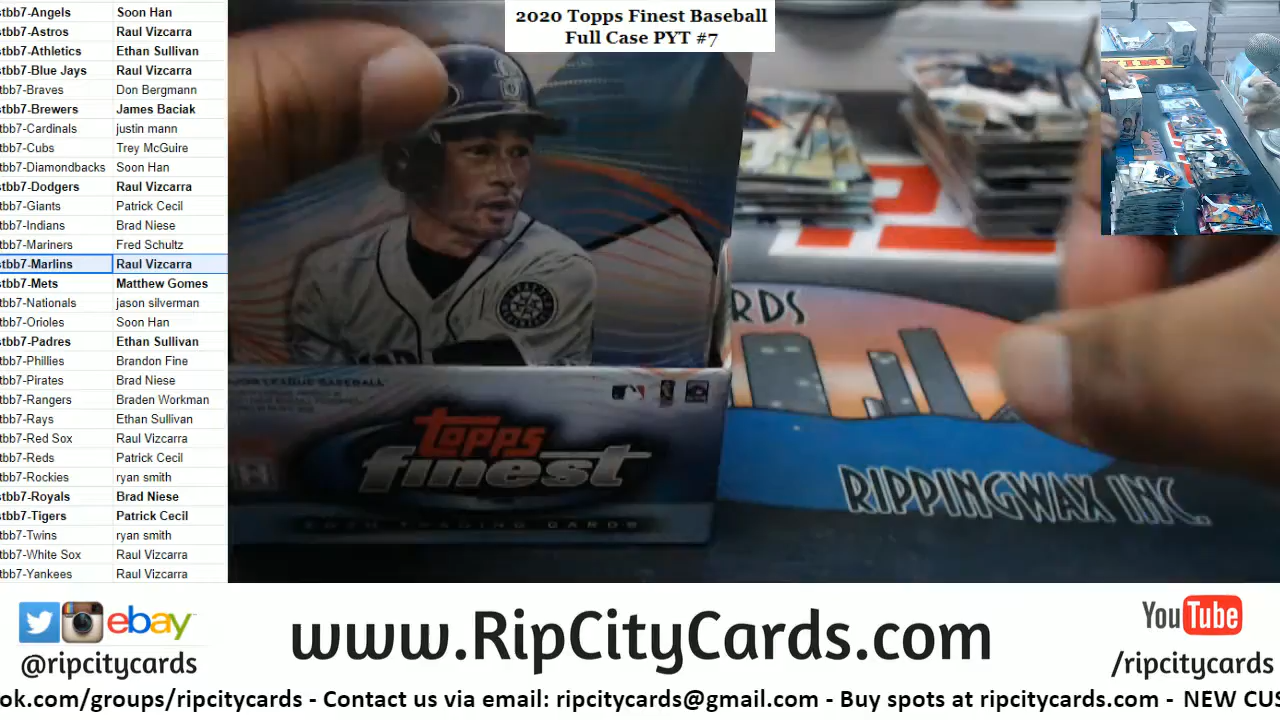 2020 Topps Finest Baseball
Full Case PYT #7
tbb7-Angels Soon Han
tbb7-Astros Raul Vizcarra
tbb7-Athletics Ethan Sullivan
tbb7-Blue Jays Raul Vizcarra
tbb7-Braves Don Bergmann
tbb7-Brewers James Baciak
tbb7-Cardinals justin mann
tbb7-Cubs Trey McGuire
tbb7-Diamondbacks Soon Han
tbb7-Dodgers Raul Vizcarra
tbb7-Giants Patrick Cecil
tbb7-Indians Brad Niese
tbb7-Mariners Fred Schultz
tbb7-Marlins Raul Vizcarra
tbb7-Mets Matthew Gomes
tbb7-Nationals jason silverman
tbb7-Orioles Soon Han
tbb7-Padres Ethan Sullivan
tbb7-Phillies Brandon Fine
tbb7-Pirates Brad Niese
tbb7-Rangers Braden Workman
tbb7-Rays Ethan Sullivan
tbb7-Red Sox Raul Vizcarra
tbb7-Reds Patrick Cecil
tbb7-Rockies ryan smith
tbb7-Royals Brad Niese
tbb7-Tigers Patrick Cecil
tbb7-Twins ryan smith
tbb7-White Sox Raul Vizcarra
tbb7-Yankees Raul Vizcarra
topps
finest
TRADING CARDS
RDS
RIPPINGWAX INC.
ebay
@ripcitycards
www.RipCityCards.com
YouTube
/ripcitycards
ok.com/groups/ripcitycards - Contact us via email: ripcitycards@gmail.com - Buy spots at ripcitycards.com - NEW CUS